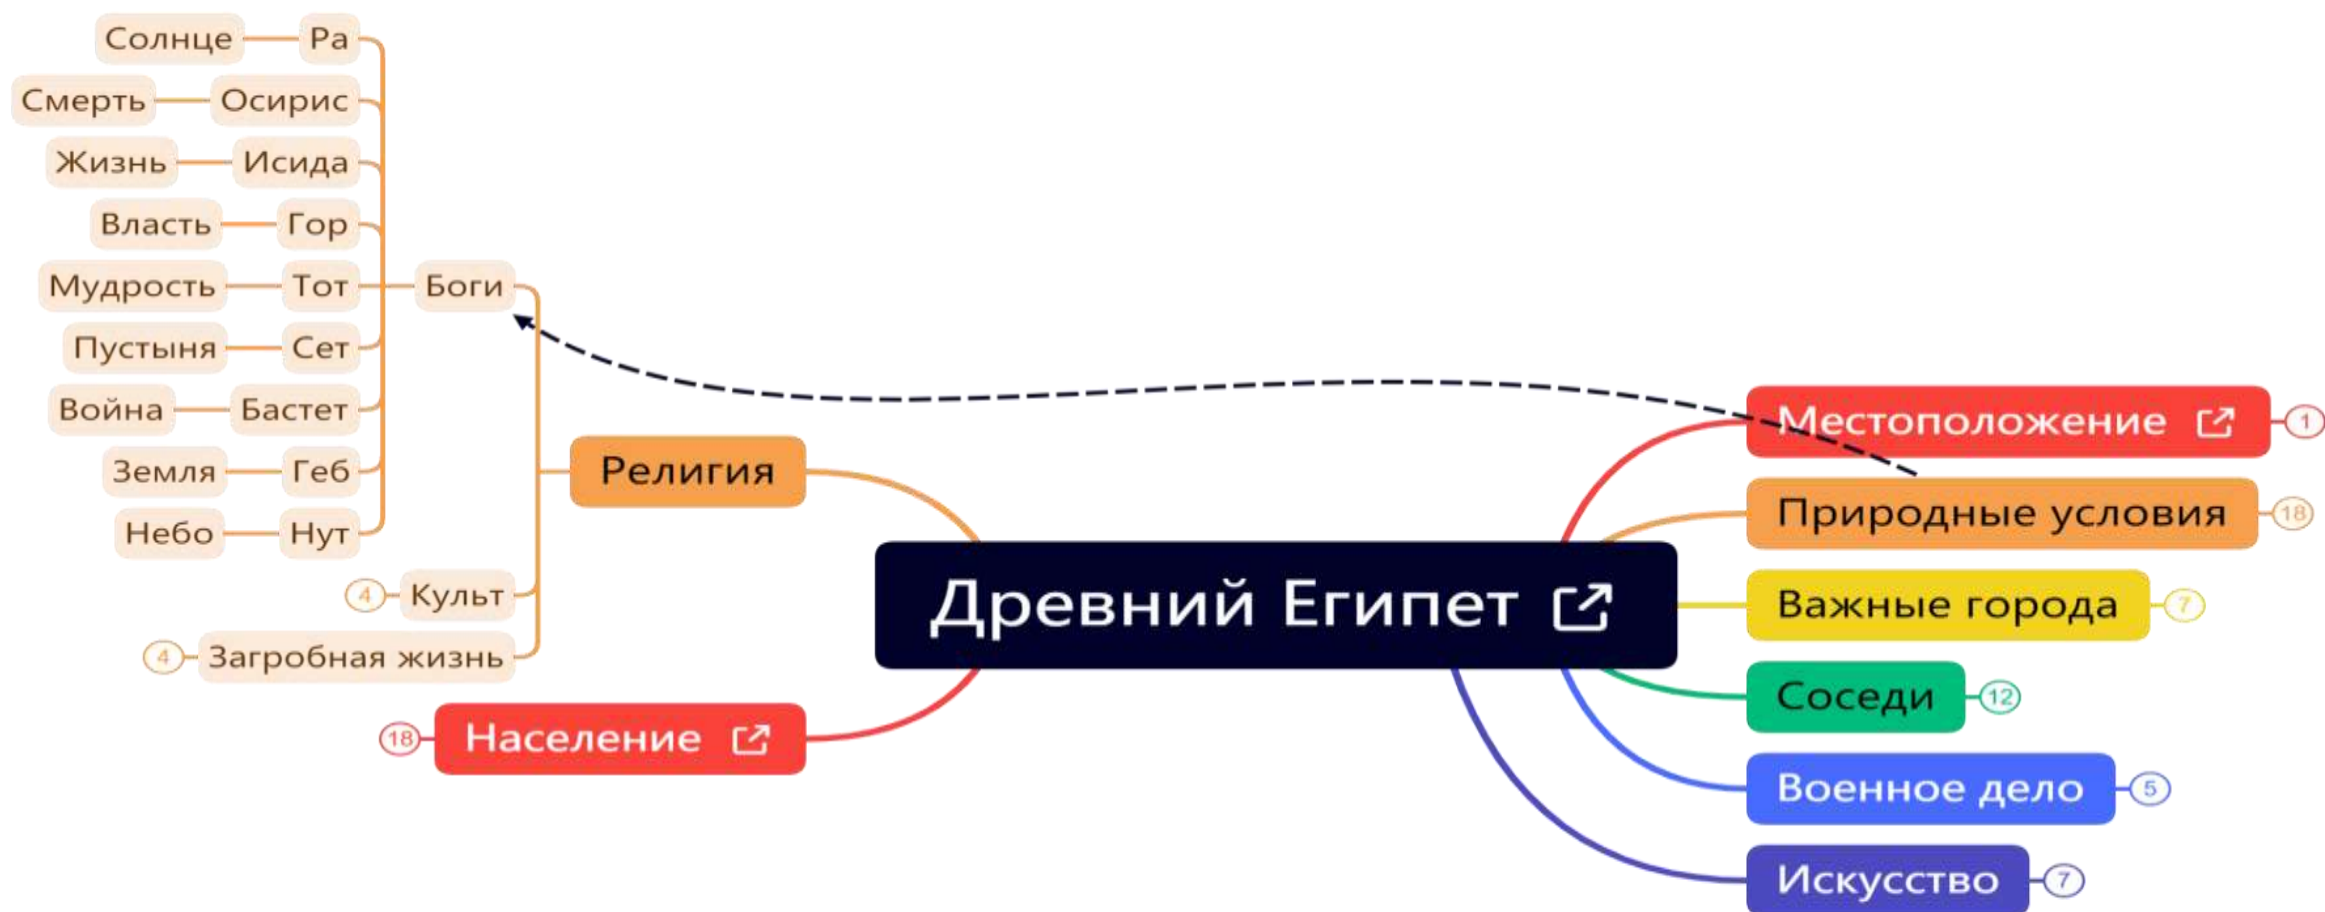 Солнце Ра
Смерть Осирис
Жизнь Исида
Власть Гор
Мудрость Тот Боги
Пустыня Сет
Война Бастет
Земля Геб
Небо Нут
4 Культ
4 Загробная жизнь
Религия
18 Население
Древний Египет
Местоположение 1
Природные условия 18
Важные города 7
Соседи 12
Военное дело 5
Искусство 7